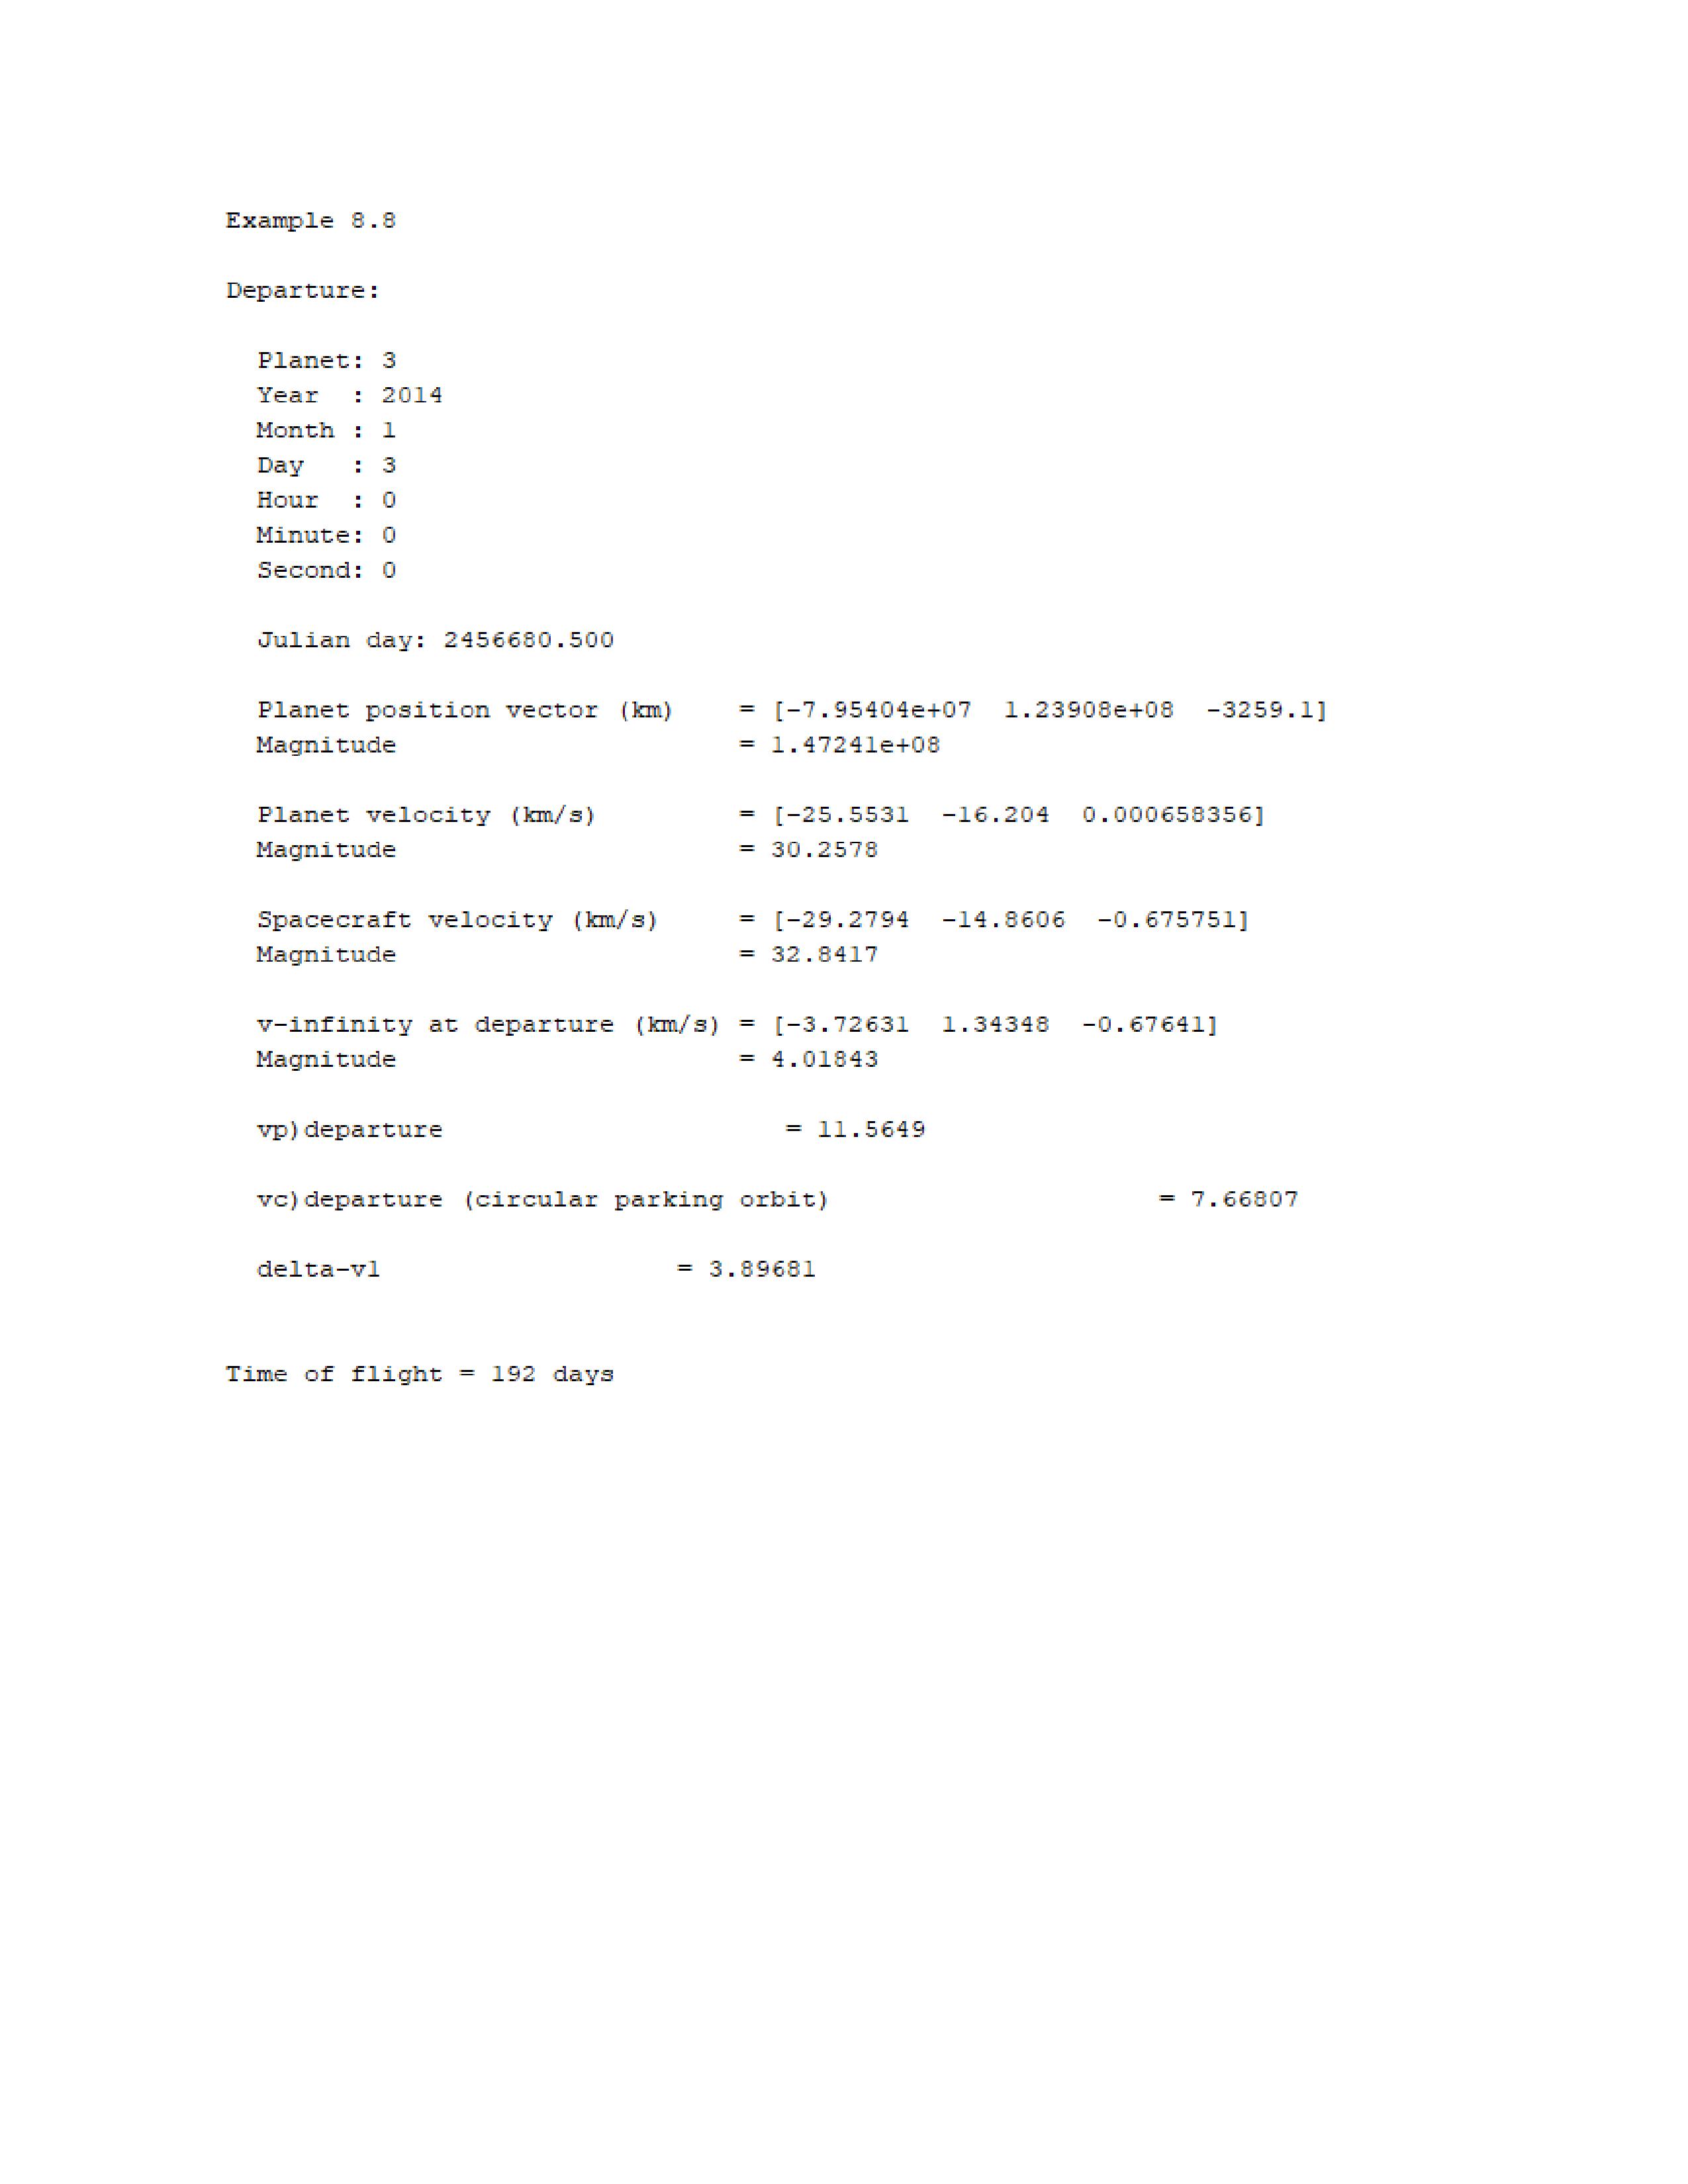 Example 8.8
Departure:
Planet: 3
Year  : 2014
Month : 1
Day   : 3
Hour  : 0
Minute: 0
Second: 0
Julian day: 2456680.500
Planet position vector (km)    = [-7.95404e+07  1.23908e+08  -3259.1]
Magnitude                      = 1.47241e+08
Planet velocity (km/s)         = [-25.5531  -16.204  0.000658356]
Magnitude                      = 30.2578
Spacecraft velocity (km/s)     = [-29.2794  -14.8606  -0.675751]
Magnitude                      = 32.8417
v-infinity at departure (km/s) = [-3.72631  1.34348  -0.67641]
Magnitude                      = 4.01843
vp)departure                      = 11.5649
vc)departure (circular parking orbit)                     = 7.66807
delta-v1                   = 3.89681
Time of flight = 192 days